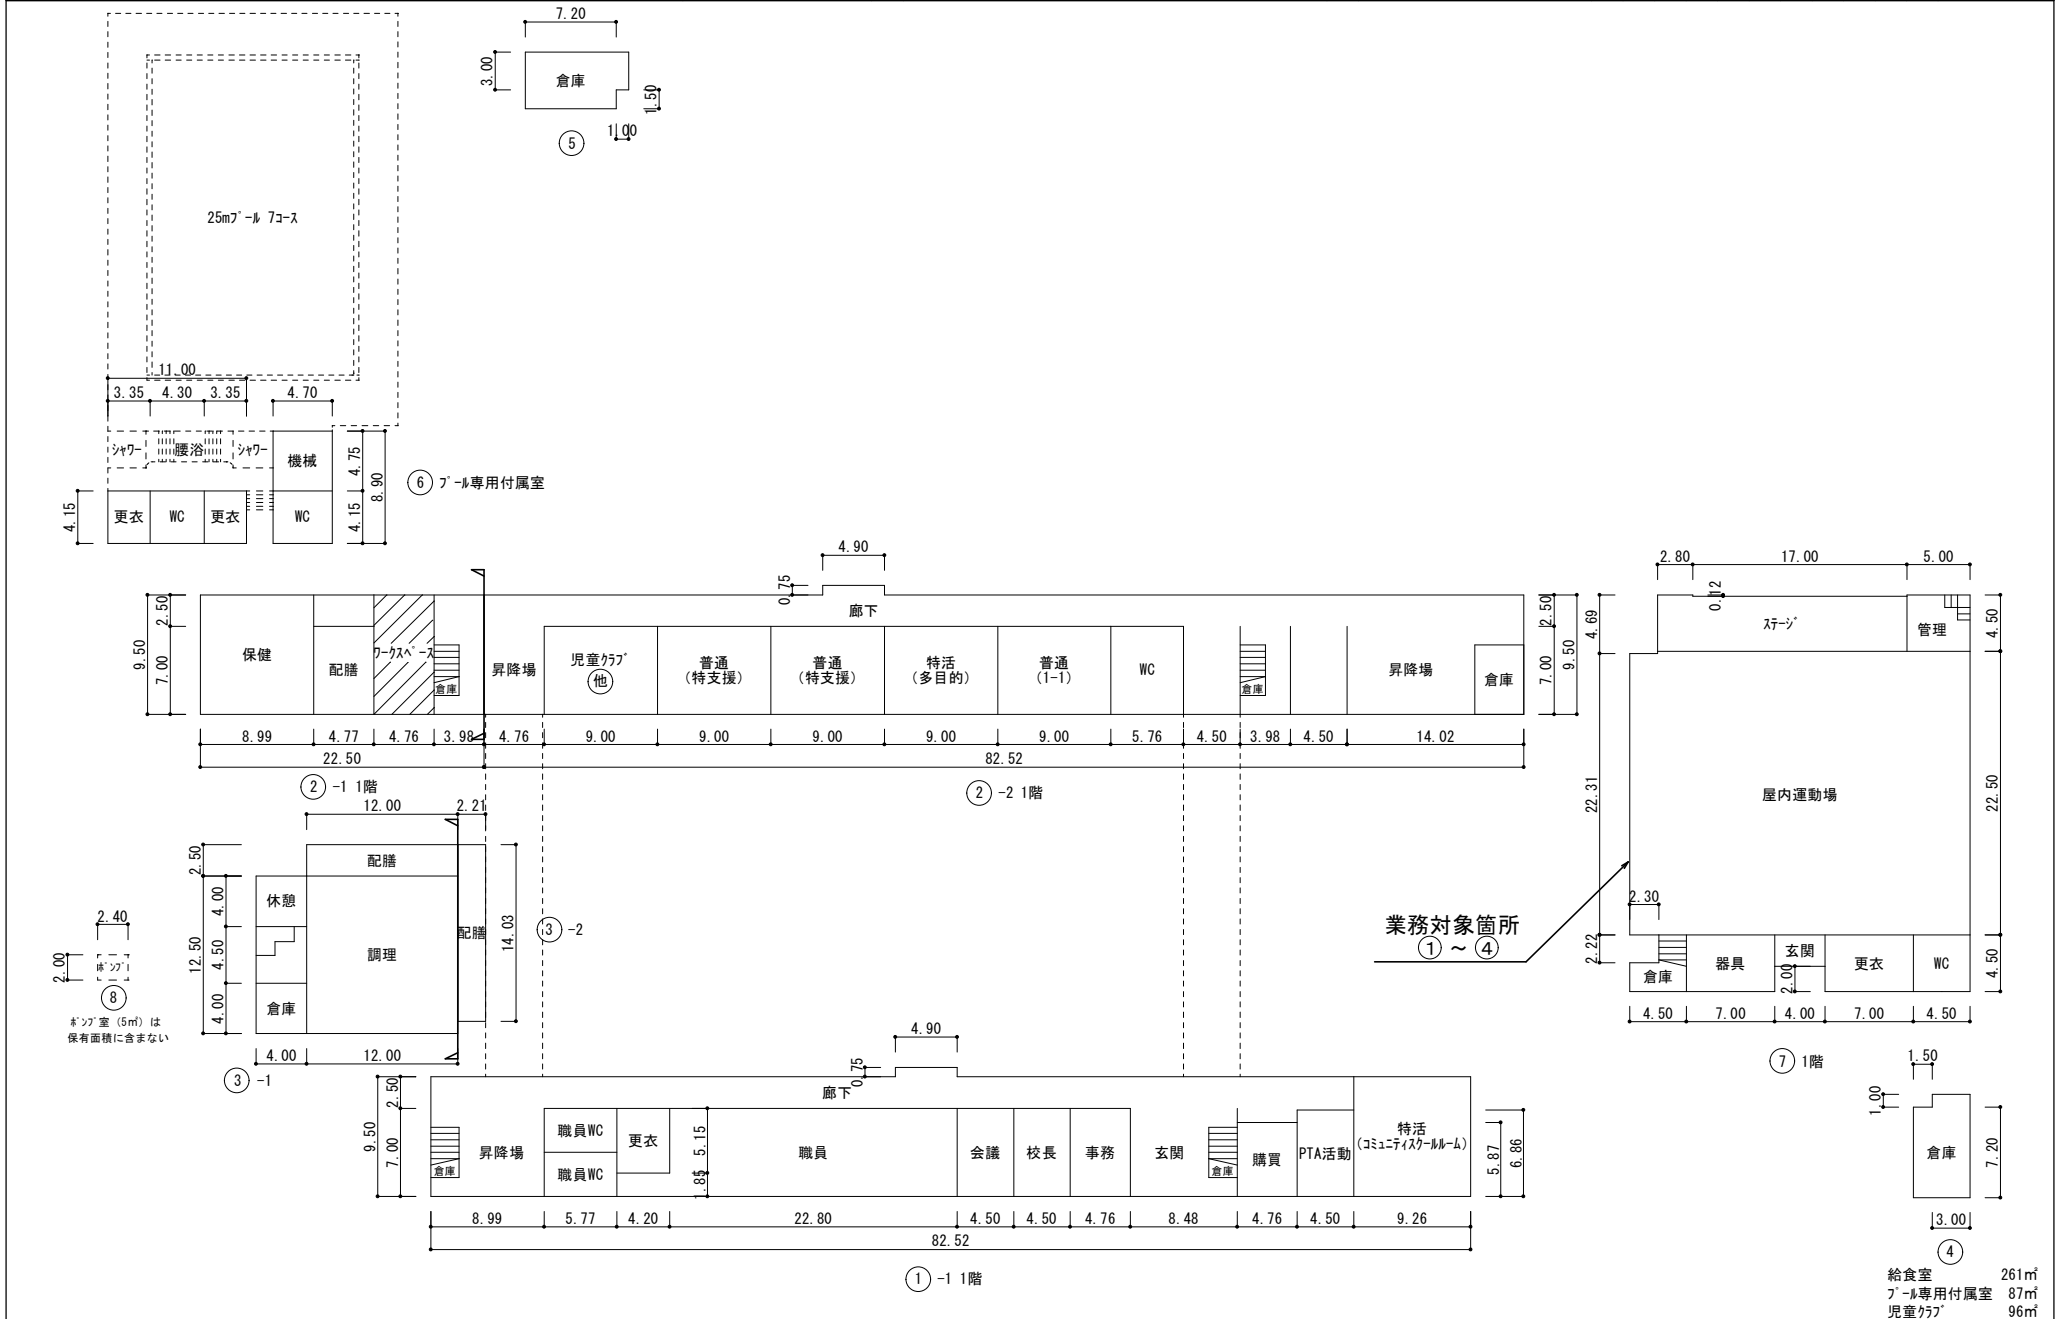 7.20
3.00
倉庫
1.50
1.00
⑤
25mプール 7コース
11.00
3.35 4.30 3.35 4.70
シャワー 腰浴 シャワー 機械
4.75
8.90
⑥ プール専用付属室
4.15
更衣 WC 更衣 WC
4.15
4.90
0.75
廊下
9.50
2.50
7.00
保健 配膳 ワークスペース 倉庫 昇降場 児童クラブ 他 普通 (特支援) 普通 (特支援) 特活 (多目的) 普通 (1-1) WC 倉庫 昇降場 倉庫
2.50
7.00
9.50
8.99 4.77 4.76 3.98 4.76 9.00 9.00 9.00 9.00 9.00 5.76 4.50 3.98 4.50 14.02
22.50 82.52
② -1 1階
② -2 1階
2.80 17.00 5.00
0.12
4.69
ステージ
管理
4.50
22.31
屋内運動場
22.50
業務対象箇所
① ～ ④
2.30
2.22
倉庫 器具 玄関 更衣 WC
2.00
4.50
4.50 7.00 4.00 7.00 4.50
⑦ 1階
12.00 2.21
2.50
配膳
12.50
4.00
4.50
4.00
休憩
調理
配膳
14.03
③ -2
倉庫
4.00 12.00
③ -1
2.40
2.00
ポンプ
⑧
ポンプ室 (5㎡) は
保有面積に含まない
4.90
0.75
廊下
9.50
2.50
7.00
倉庫 昇降場 職員WC 職員WC 更衣 5.15 1.85 職員 会議 校長 事務 玄関 倉庫 購買 PTA活動 特活 (コミュニティスクールルーム)
5.87
6.86
8.99 5.77 4.20 22.80 4.50 4.50 4.76 8.48 4.76 4.50 9.26
82.52
① -1 1階
1.50
1.00
倉庫
7.20
3.00
④
給食室 261㎡
プール専用付属室 87㎡
児童クラブ 96㎡